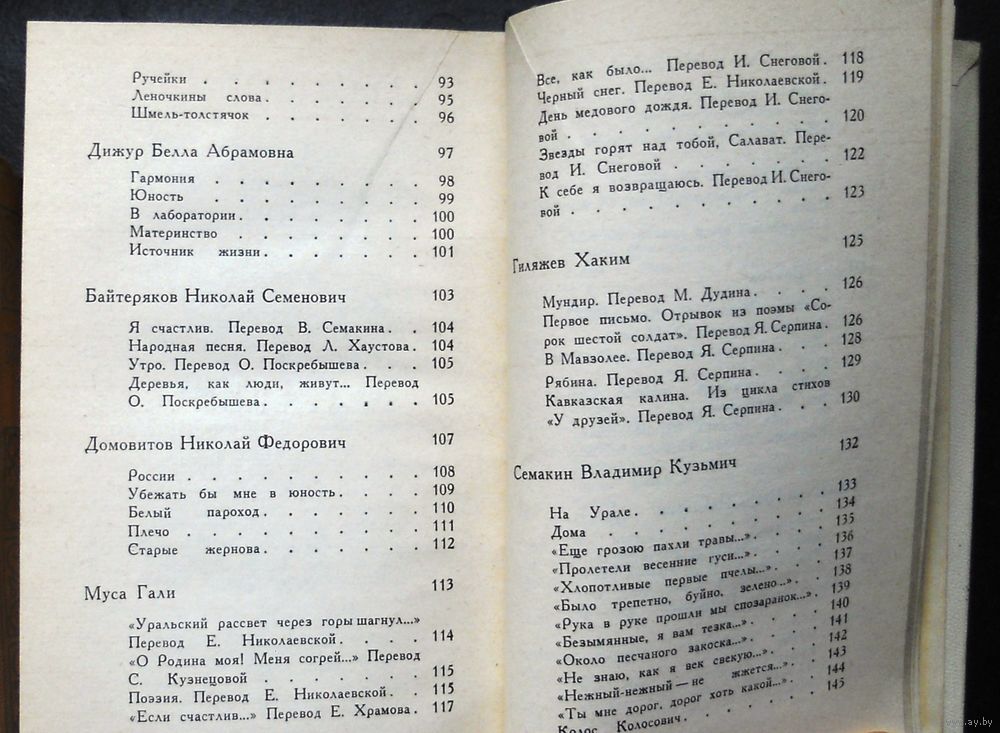 Ручейки . . . . . . . 93
Леночкины слова . . . . . . 95
Шмель-толстячок . . . . . . 96
Дижур Белла Абрамовна 97
Гармония . . . . . . . 98
Юность . . . . . . . 99
В лаборатории . . . . . . 100
Материнство . . . . . . 100
Источник жизни . . . . . . 101
Байтеряков Николай Семенович 103
Я счастлив. Перевод В. Семакина . . 104
Народная песня. Перевод Л. Хаустова . 104
Утро. Перевод О. Поскребышева . . . 105
Деревья, как люди, живут... Перевод
О. Поскребышева . . . . . . 105
Домовитов Николай Федорович 107
России . . . . . . . . 108
Убежать бы мне в юность . . . . 109
Белый пароход . . . . . . 110
Плечо . . . . . . . . 111
Старые жернова . . . . . . 112
Муса Гали 113
«Уральский рассвет через горы шагнул...»
Перевод Е. Николаевской . . . . 114
«О Родина моя! Меня согрей...» Перевод
С. Кузнецовой . . . . . . 115
Поэзия. Перевод Е. Николаевской . . 115
«Если счастлив...» Перевод Е. Храмова . 117
Все, как было... Перевод И. Снеговой . 118
Черный снег. Перевод Е. Николаевской . 119
День медового дождя. Перевод И. Снего-
вой . . . . . . . . . 120
Звезды горят над тобой, Салават. Пере-
вод И. Снеговой . . . . . . 122
К себе я возвращаюсь. Перевод И. Снего-
вой . . . . . . . . . 123
Гиляжев Хаким 125
Мундир. Перевод М. Дудина . . . . 126
Первое письмо. Отрывок из поэмы «Со-
рок шестой солдат». Перевод Я. Серпина . 126
В Мавзолее. Перевод Я. Серпина . . . 128
Рябина. Перевод Я. Серпина . . . . 129
Кавказская калина. Из цикла стихов
«У друзей». Перевод Я. Серпина . . . 130
Семакин Владимир Кузьмич 132
На Урале . . . . . . . . 133
Дома . . . . . . . . 134
«Еще грозою пахли травы...» . . . . 135
«Пролетели весенние гуси...» . . . . 136
«Хлопотливые первые пчелы...» . . . 137
«Было трепетно, буйно, зелено...» . . 138
«Рука в руке прошли мы спозаранок...» . 139
«Безымянные, я вам тезка...» . . . . 140
«Около песчаного закоска...» . . . . 141
«Не знаю, как я век свекую...» . . . 142
«Нежный-нежный — не жжется...» . . 143
«Ты мне дорог, дорог хоть какой...» . . 144
Колос Колосович . . . . . . 145